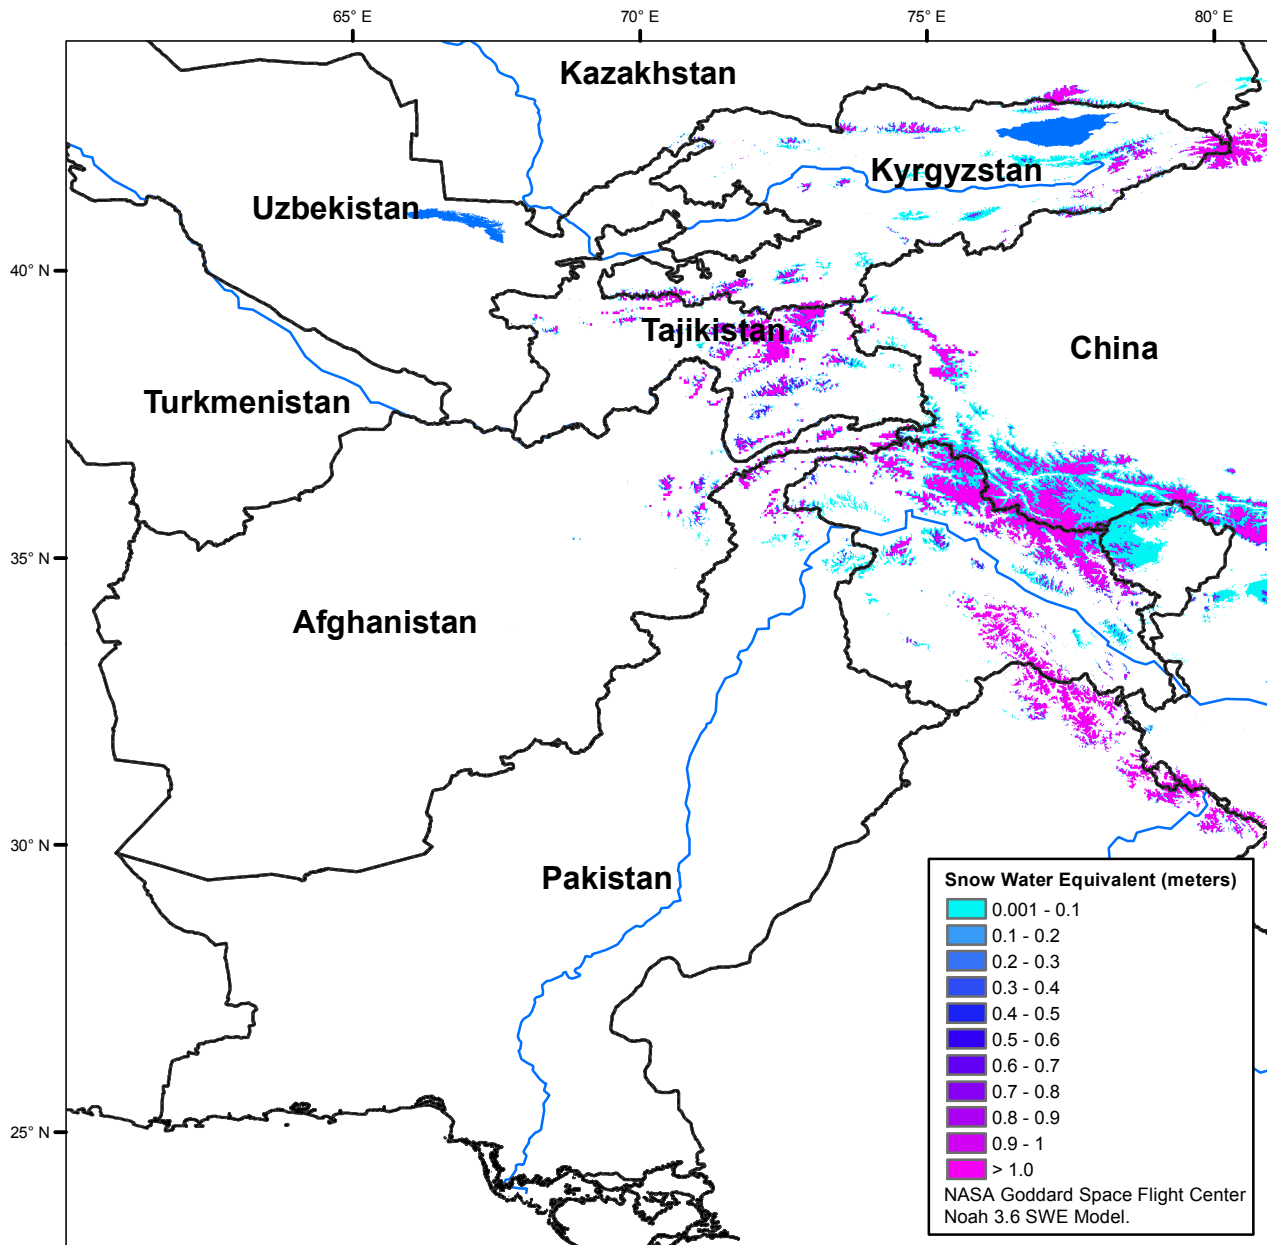 65° E
70° E
75° E
80° E
Kazakhstan
Kyrgyzstan
Uzbekistan
40° N
Tajikistan
China
Turkmenistan
35° N
Afghanistan
30° N
Pakistan
25° N
Snow Water Equivalent (meters)
0.001 - 0.1
0.1 - 0.2
0.2 - 0.3
0.3 - 0.4
0.4 - 0.5
0.5 - 0.6
0.6 - 0.7
0.7 - 0.8
0.8 - 0.9
0.9 - 1
> 1.0
NASA Goddard Space Flight Center
Noah 3.6 SWE Model.